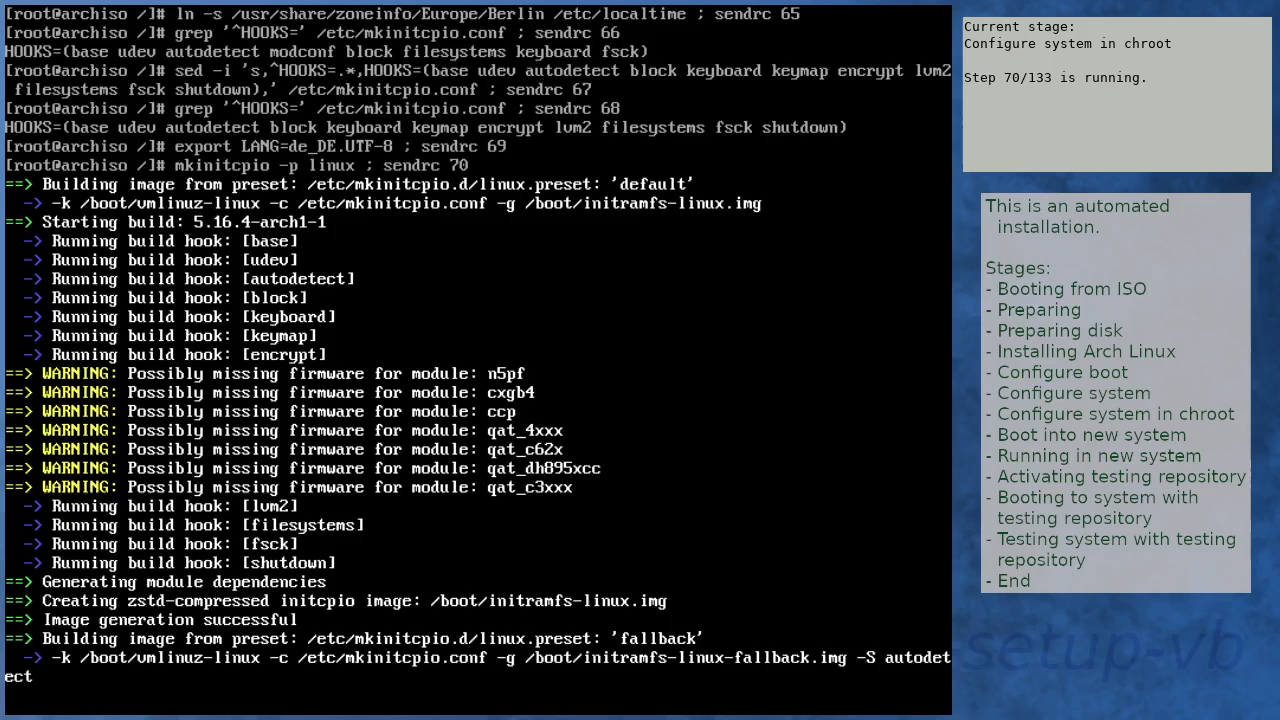 [root@archiso /]# ln -s /usr/share/zoneinfo/Europe/Berlin /etc/localtime ; sendrc 65
[root@archiso /]# grep '^HOOKS=' /etc/mkinitcpio.conf ; sendrc 66
HOOKS=(base udev autodetect modconf block filesystems keyboard fsck)
[root@archiso /]# sed -i 's,^HOOKS=.*,HOOKS=(base udev autodetect block keyboard keymap encrypt lvm2
 filesystems fsck shutdown),' /etc/mkinitcpio.conf ; sendrc 67
[root@archiso /]# grep '^HOOKS=' /etc/mkinitcpio.conf ; sendrc 68
HOOKS=(base udev autodetect block keyboard keymap encrypt lvm2 filesystems fsck shutdown)
[root@archiso /]# export LANG=de_DE.UTF-8 ; sendrc 69
[root@archiso /]# mkinitcpio -p linux ; sendrc 70
==> Building image from preset: /etc/mkinitcpio.d/linux.preset: 'default'
  -> -k /boot/vmlinuz-linux -c /etc/mkinitcpio.conf -g /boot/initramfs-linux.img
==> Starting build: 5.16.4-arch1-1
  -> Running build hook: [base]
  -> Running build hook: [udev]
  -> Running build hook: [autodetect]
  -> Running build hook: [block]
  -> Running build hook: [keyboard]
  -> Running build hook: [keymap]
  -> Running build hook: [encrypt]
==> WARNING: Possibly missing firmware for module: n5pf
==> WARNING: Possibly missing firmware for module: cxgb4
==> WARNING: Possibly missing firmware for module: ccp
==> WARNING: Possibly missing firmware for module: qat_4xxx
==> WARNING: Possibly missing firmware for module: qat_c62x
==> WARNING: Possibly missing firmware for module: qat_dh895xcc
==> WARNING: Possibly missing firmware for module: qat_c3xxx
  -> Running build hook: [lvm2]
  -> Running build hook: [filesystems]
  -> Running build hook: [fsck]
  -> Running build hook: [shutdown]
==> Generating module dependencies
==> Creating zstd-compressed initcpio image: /boot/initramfs-linux.img
==> Image generation successful
==> Building image from preset: /etc/mkinitcpio.d/linux.preset: 'fallback'
  -> -k /boot/vmlinuz-linux -c /etc/mkinitcpio.conf -g /boot/initramfs-linux-fallback.img -S autodet
ect
Current stage:
Configure system in chroot
Step 70/133 is running.
This is an automated
installation.
Stages:
- Booting from ISO
- Preparing
- Preparing disk
- Installing Arch Linux
- Configure boot
- Configure system
- Configure system in chroot
- Boot into new system
- Running in new system
- Activating testing repository
- Booting to system with
testing repository
- Testing system with testing
repository
- End
setup-vb